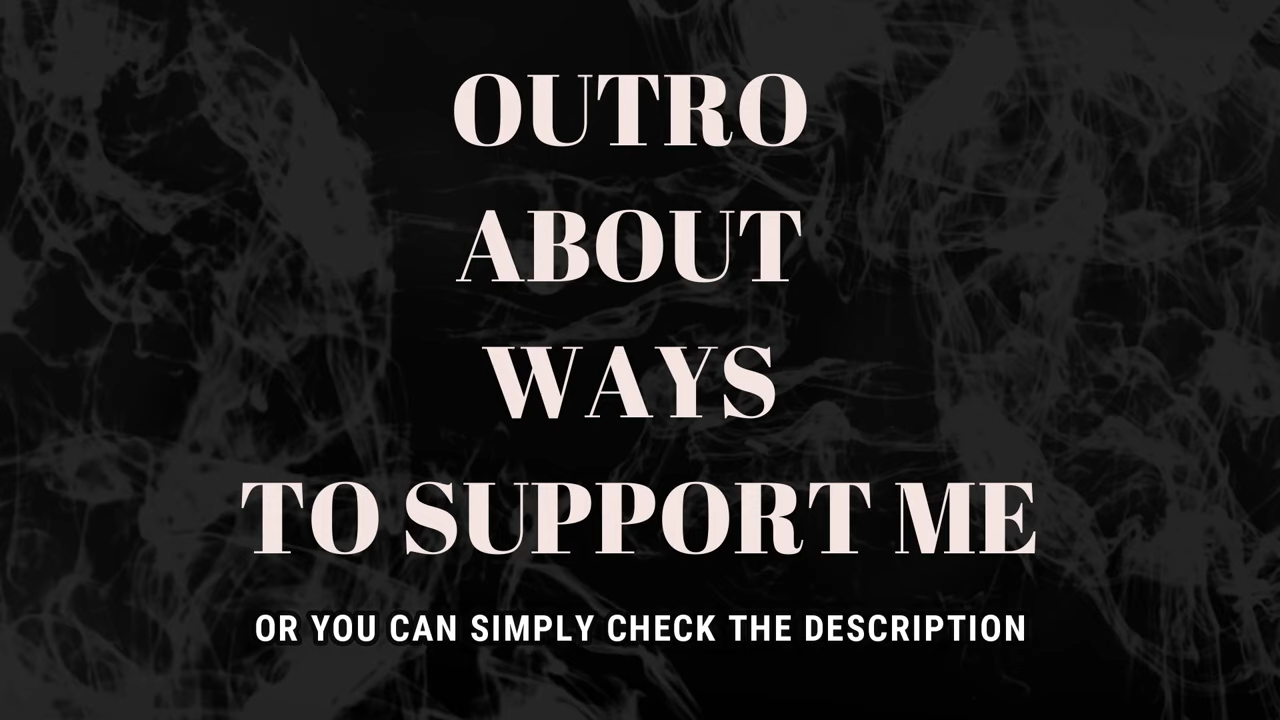 OUTRO
ABOUT
WAYS
TO SUPPORT ME
OR YOU CAN SIMPLY CHECK THE DESCRIPTION